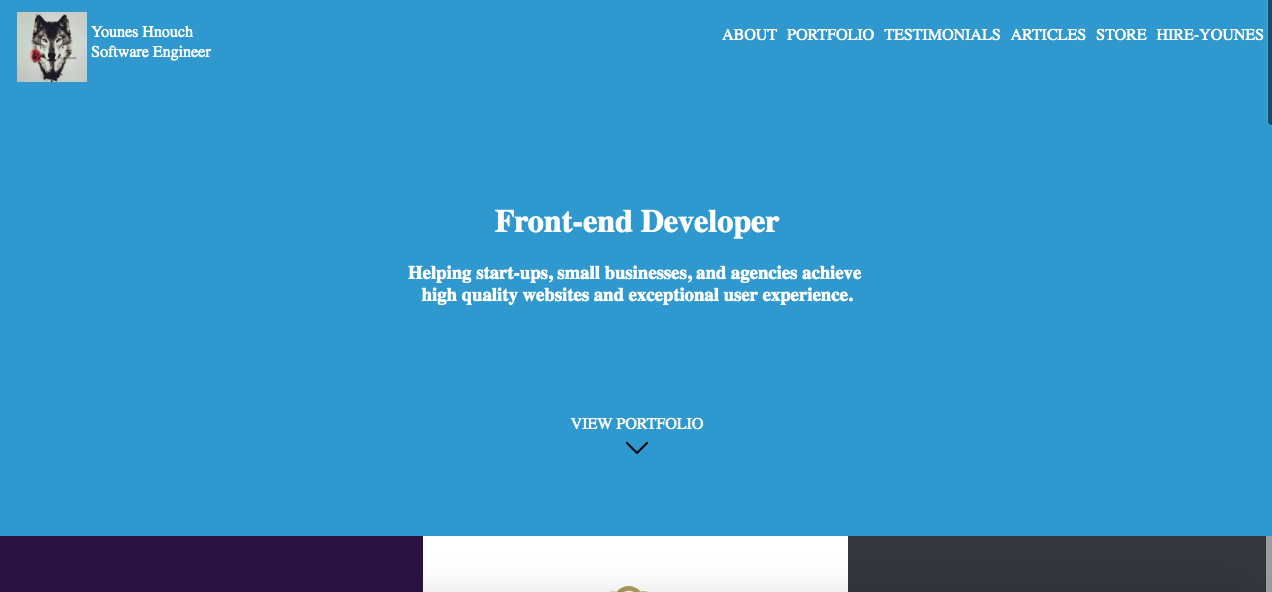 Younes Hnouch
Software Engineer
ABOUT PORTFOLIO TESTIMONIALS ARTICLES STORE HIRE-YOUNES
Front-end Developer
Helping start-ups, small businesses, and agencies achieve
high quality websites and exceptional user experience.
VIEW PORTFOLIO